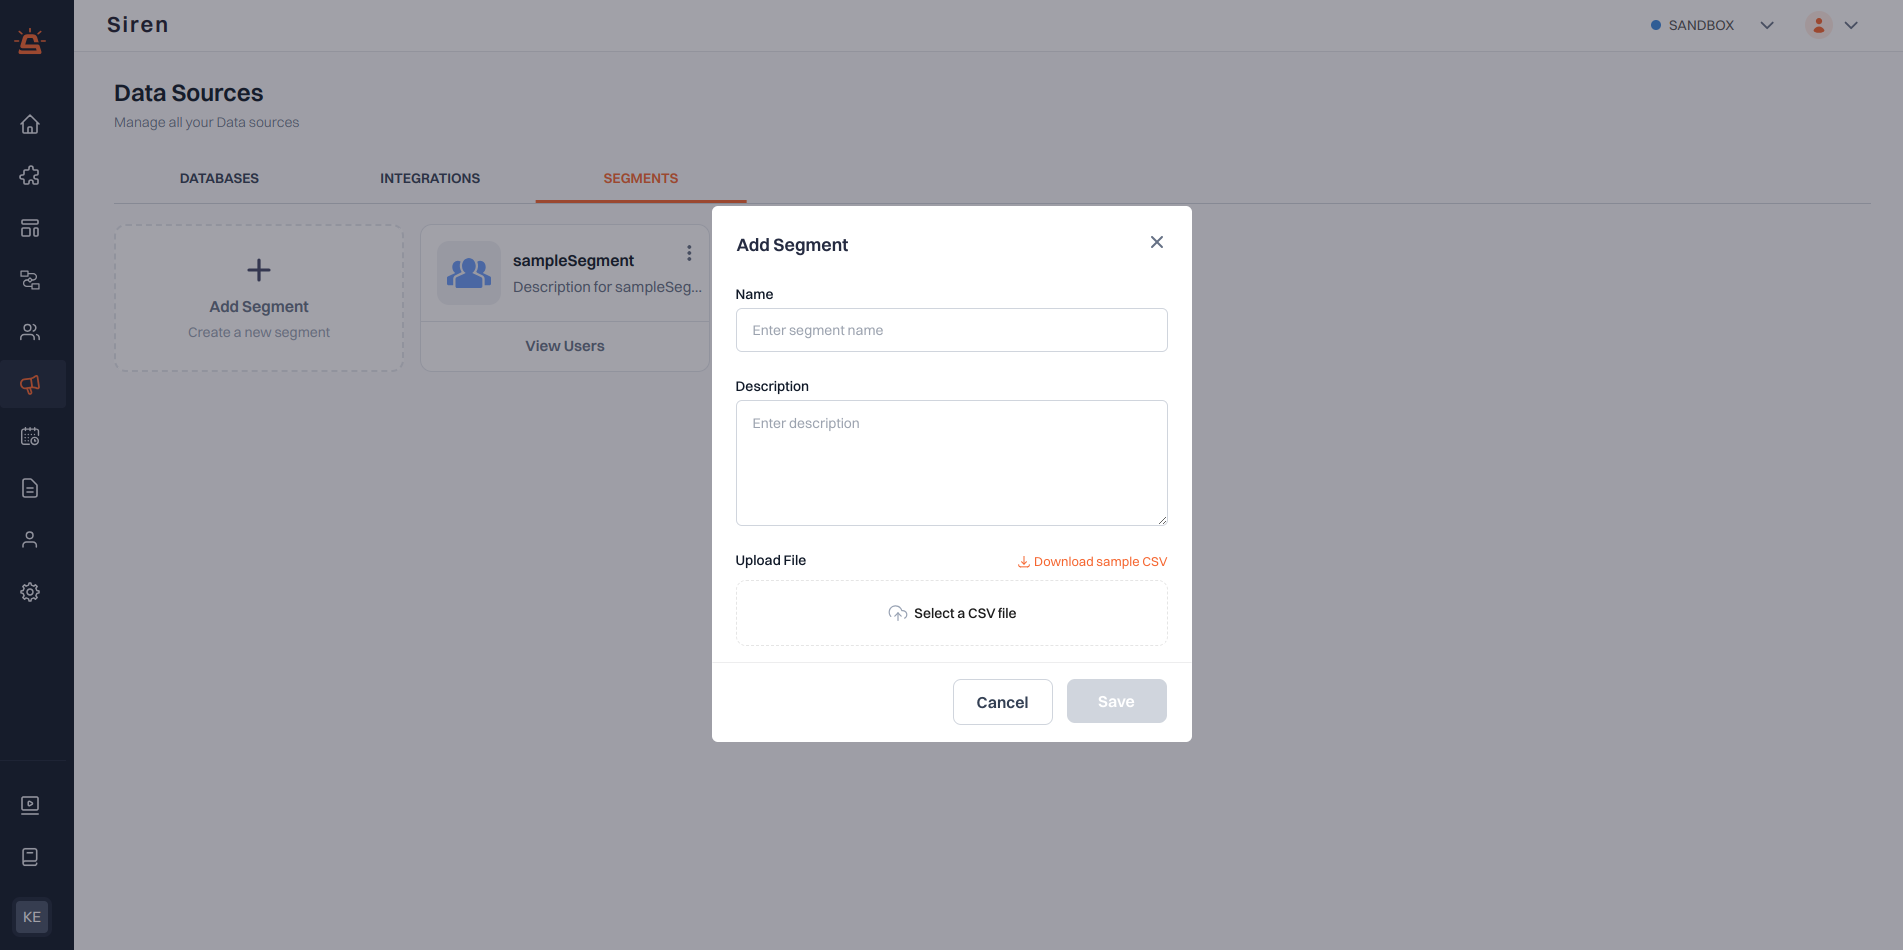 Siren
SANDBOX
Data Sources
Manage all your Data sources
DATABASES
INTEGRATIONS
SEGMENTS
Add Segment
Create a new segment
sampleSegment
Description for sampleSeg...
View Users
Add Segment
Name
Enter segment name
Description
Enter description
Upload File
Download sample CSV
Select a CSV file
Cancel
Save
KE